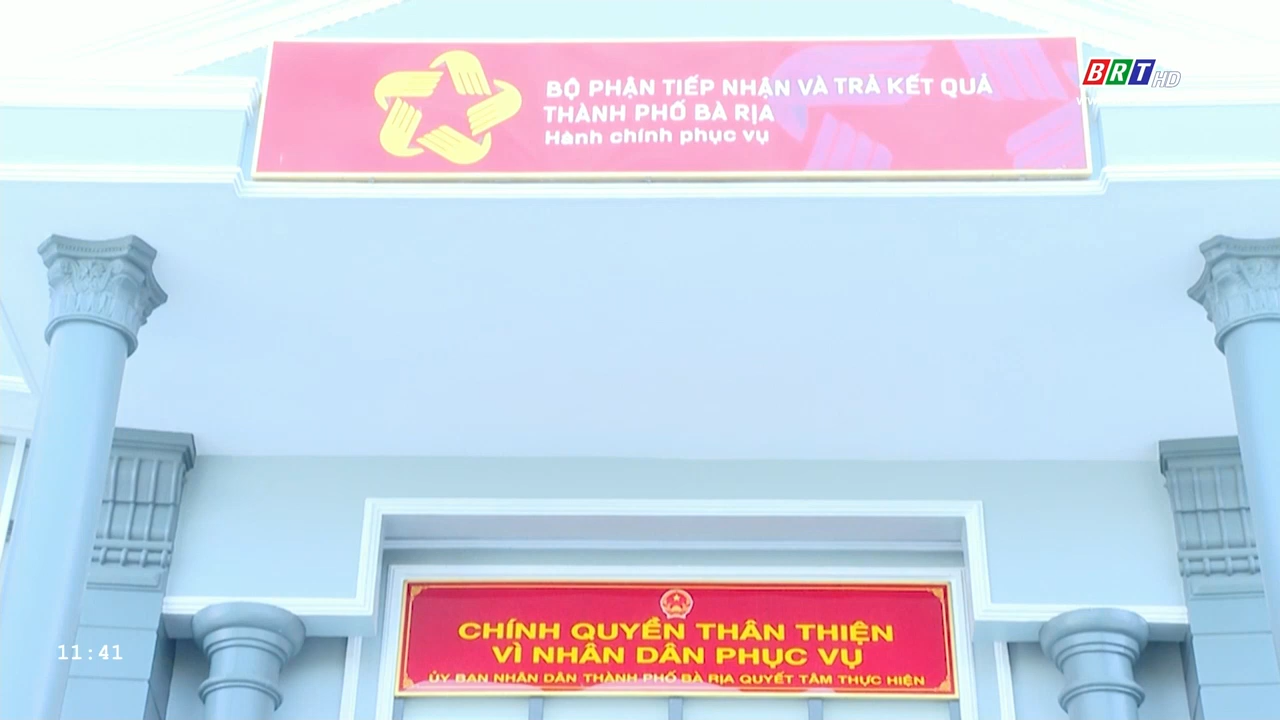 BRT HD
BỘ PHẬN TIẾP NHẬN VÀ TRẢ KẾT QUẢ
THÀNH PHỐ BÀ RỊA
Hành chính phục vụ
CHÍNH QUYỀN THÂN THIỆN
VÌ NHÂN DÂN PHỤC VỤ
ỦY BAN NHÂN DÂN THÀNH PHỐ BÀ RỊA QUYẾT TÂM THỰC HIỆN
11:41